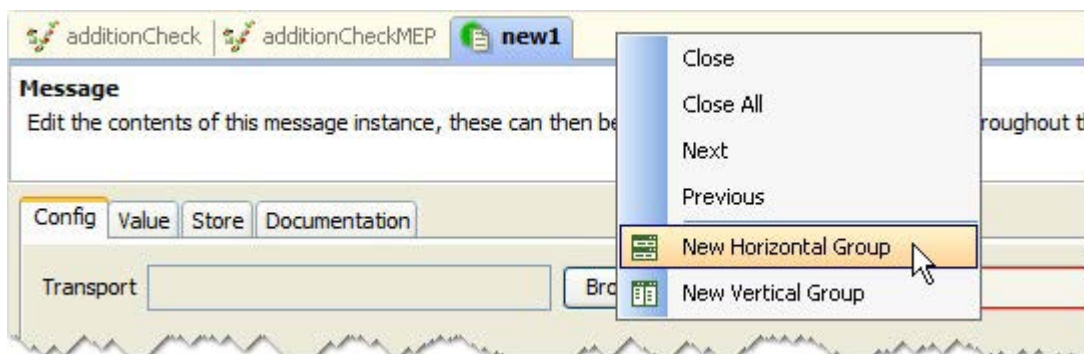 additionCheck additionCheckMEP new1
Message
Edit the contents of this message instance, these can then be roughout t
Close
Close All
Next
Previous
New Horizontal Group
New Vertical Group
Config Value Store Documentation
Transport Bro